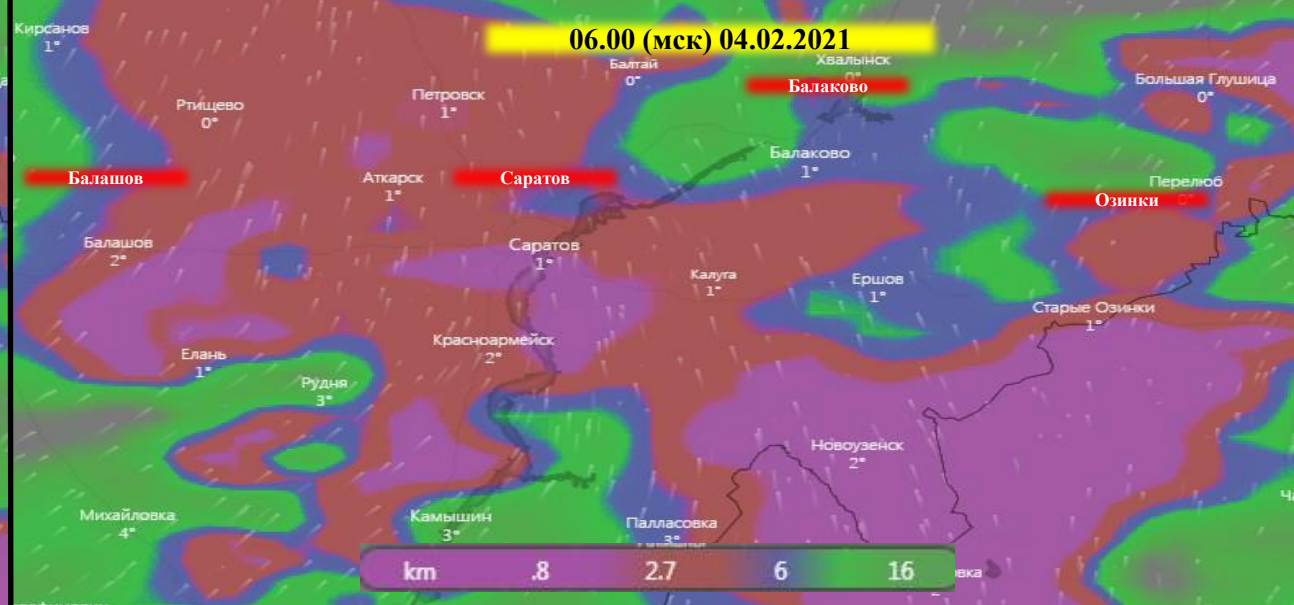 Кирсанов
1°
06.00 (мск) 04.02.2021
Балтай
0°
Хвалынск
0°
Балаково
Большая Глушица
0°
Ртищево
0°
Петровск
1°
Балаково
1°
Балашов
Аткарск
1°
Саратов
Перелюб
Озинки
Балашов
2°
Саратов
1°
Калуга
1°
Ершов
1°
Старые Озинки
1°
Красноармейск
2°
Елань
1°
Рудня
3°
Новоузенск
2°
Михайловка
4°
Камышин
3°
Палласовка
3°
km .8 2.7 6 16